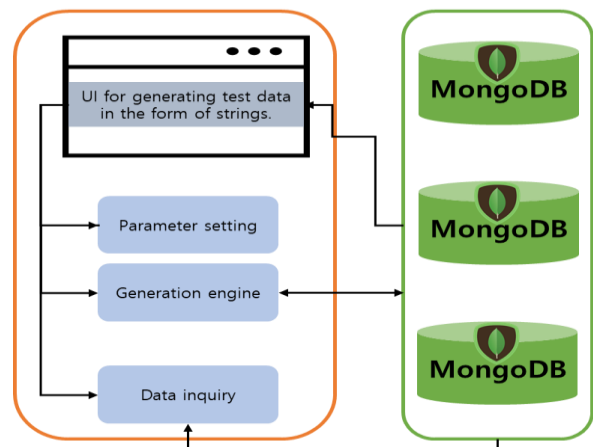 UI for generating test data
in the form of strings.
Parameter setting
Generation engine
Data inquiry
MongoDB
MongoDB
MongoDB